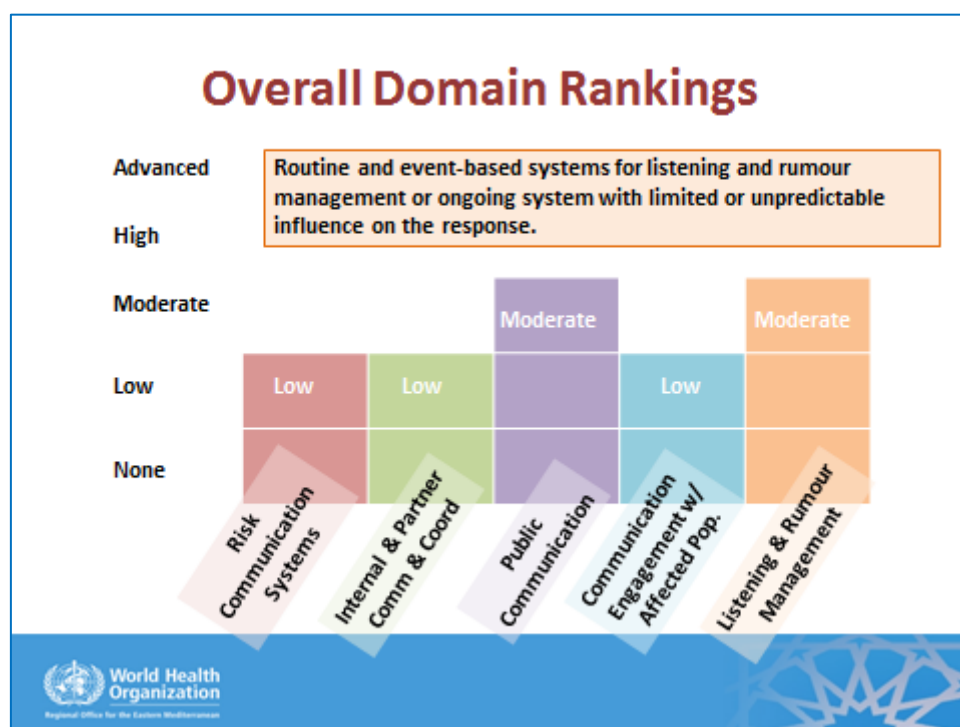 Overall Domain Rankings
Advanced
Routine and event-based systems for listening and rumour
management or ongoing system with limited or unpredictable
influence on the response.
High
Moderate
Moderate
Moderate
Low
Low
Low
Low
None
Risk
Communication
Systems
Internal & Partner
Comm & Coord
Public
Communication
Communication
Engagement w/
Affected Pop.
Listening & Rumour
Management
World Health
Organization
Regional Office for the Eastern Mediterranean